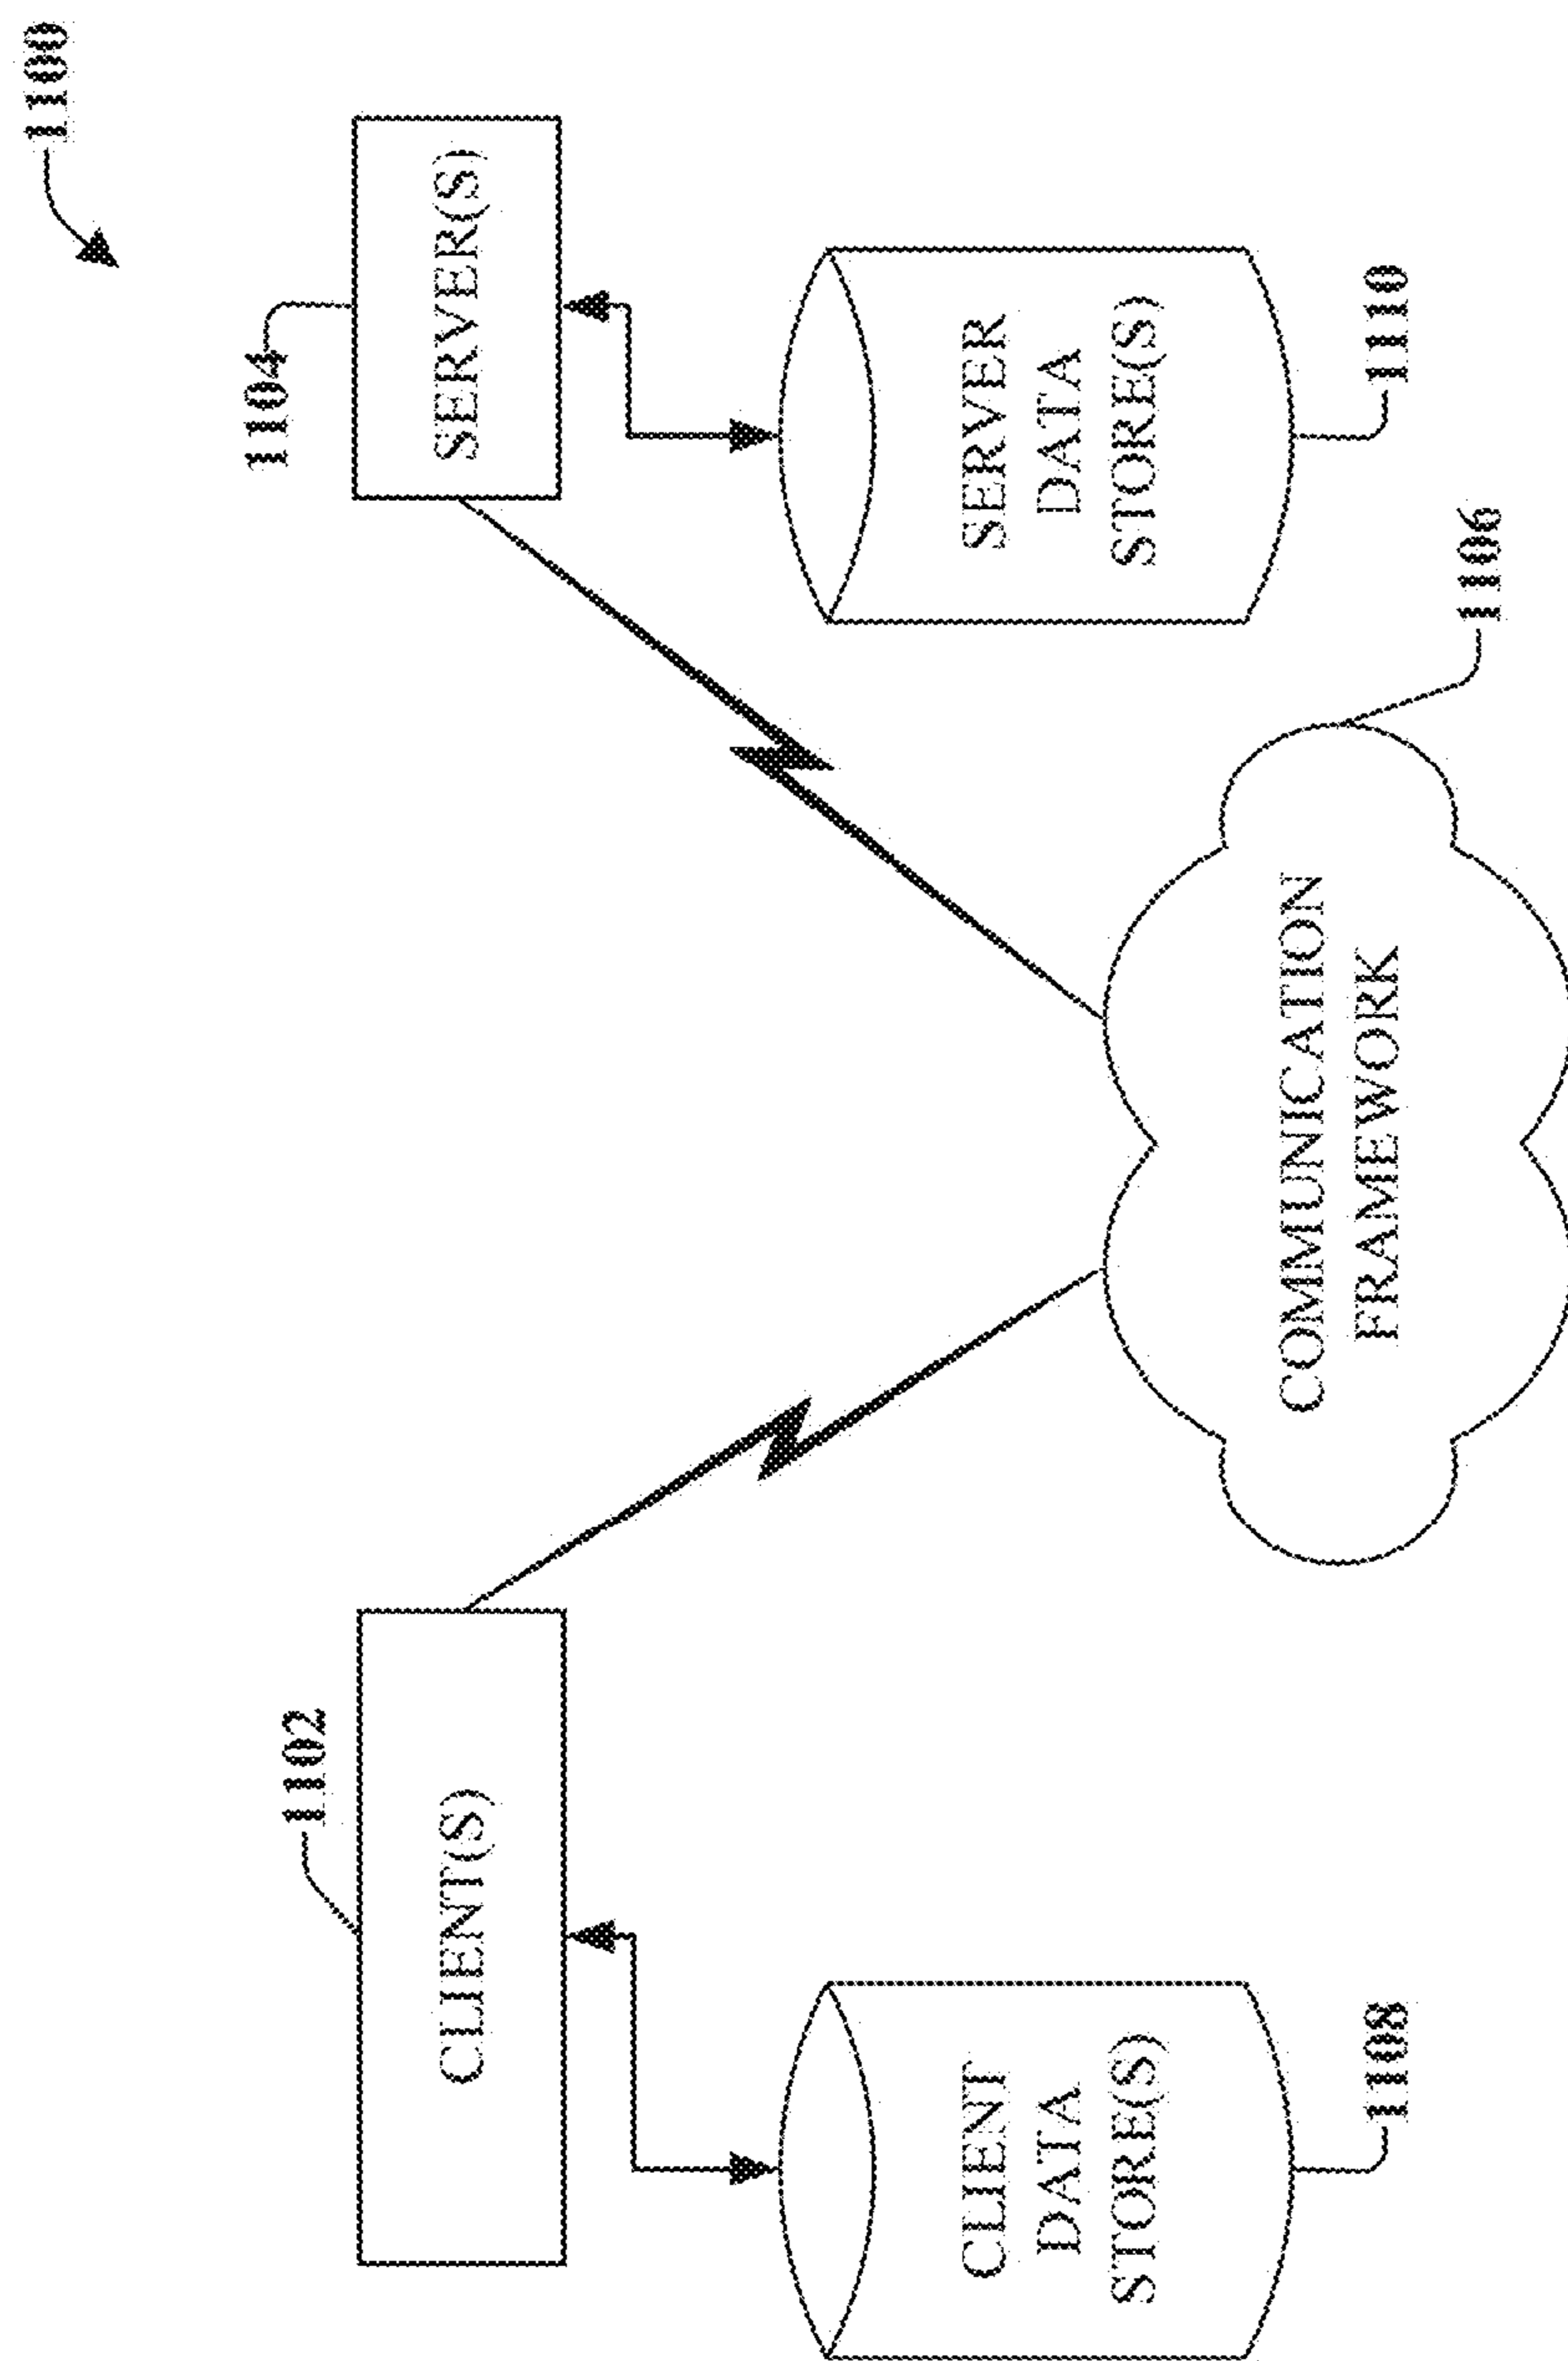 1100
1102
CLIENT(S)
1104
SERVER(S)
CLIENT
DATA
STORE(S)
1108
SERVER
DATA
STORE(S)
1110
COMMUNICATION
FRAMEWORK
1106